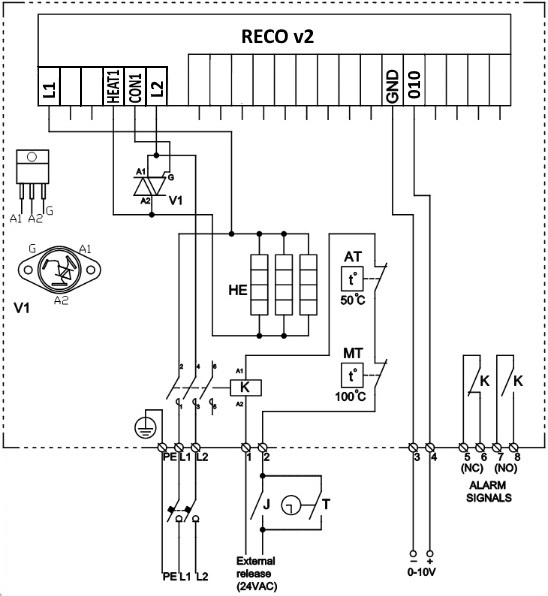 RECO v2
L1 HEAT1 CON1 L2 GND 010
A1 G
A2 V1
A1 A2 G
G A1
A2
V1
HE
AT
t°
50°C
MT
t°
100°C
2 4 6
A1
K
A2
1 3 5
K K
PE L1 L2 1 2 3 4 5 6 7 8
(NC) (NO)
ALARM
SIGNALS
J T
PE L1 L2
External
release
(24VAC)
− +
0-10V